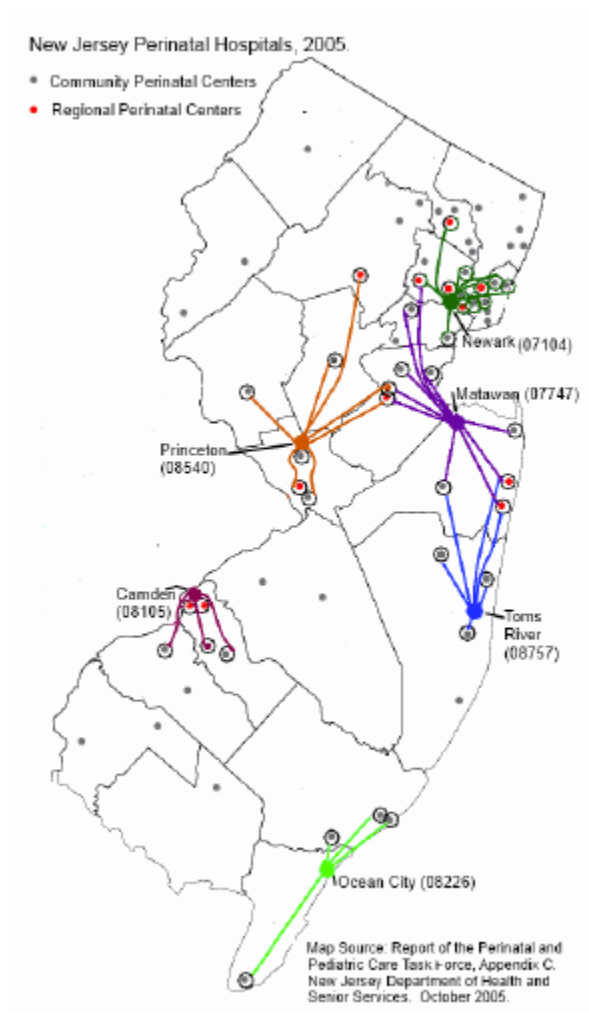 New Jersey Perinatal Hospitals, 2005.
Community Perinatal Centers
Regional Perinatal Centers
Newark (07104)
Matawan (07747)
Princeton
(08540)
Camden
(08105)
Toms
River
(08757)
Ocean City (08226)
Map Source: Report of the Perinatal and
Pediatric Care Task Force, Appendix C.
New Jersey Department of Health and
Senior Services. October 2005.